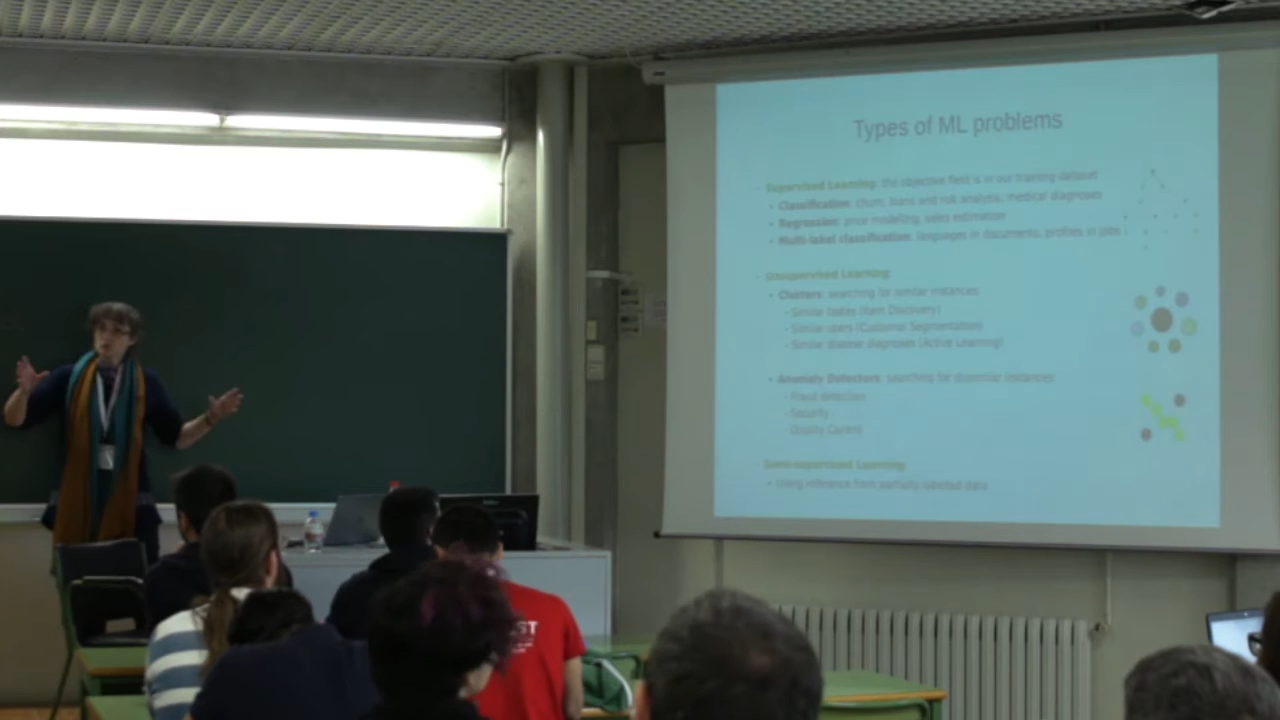 Types of ML problems
- Supervised Learning: the objective field is in our training dataset
• Classification: churn, loans and risk analysis, medical diagnoses
• Regression: price modeling, sales estimation
• Multi-label classification: languages in documents, profiles in jobs
- Unsupervised Learning:
• Clusters: searching for similar instances
- Similar tastes (Item Discovery)
- Similar users (Customer Segmentation)
- Similar disease diagnoses (Active Learning)
• Anomaly Detectors: searching for dissimilar instances
- Fraud detection
- Security
- Quality Control
Semi-supervised Learning:
• Using inference from partially labeled data
ST